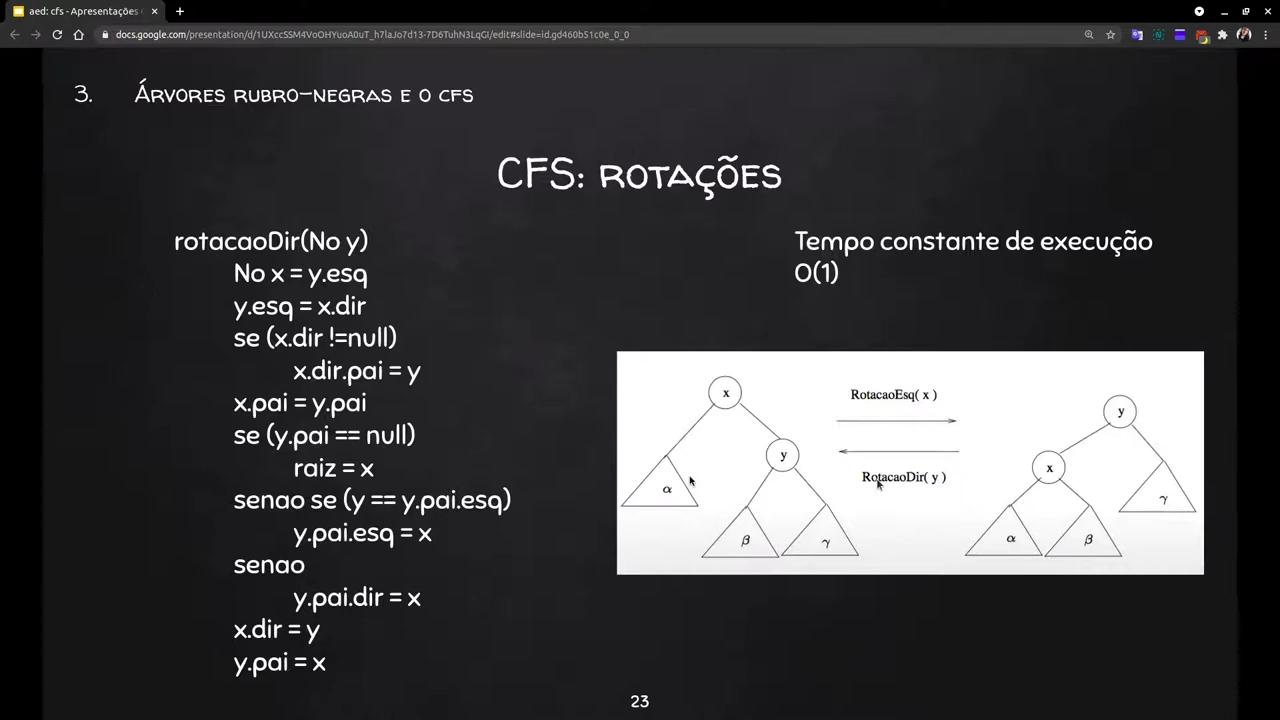 aed: cfs - Apresentações
docs.google.com/presentation/d/1UXccSSM4VoOHYuoA0uT_h7laJo7d13-7D6TuhN3LqGI/edit#slide=id.gd460b51c0e_0_0
3. Árvores rubro-negras e o cfs
CFS: rotações
rotacaoDir(No y)
No x = y.esq
y.esq = x.dir
se (x.dir !=null)
x.dir.pai = y
x.pai = y.pai
se (y.pai == null)
raiz = x
senao se (y == y.pai.esq)
y.pai.esq = x
senao
y.pai.dir = x
x.dir = y
y.pai = x
Tempo constante de execução
O(1)
x
y
α
β
γ
RotacaoEsq( x )
RotacaoDir( y )
y
x
γ
α
β
23